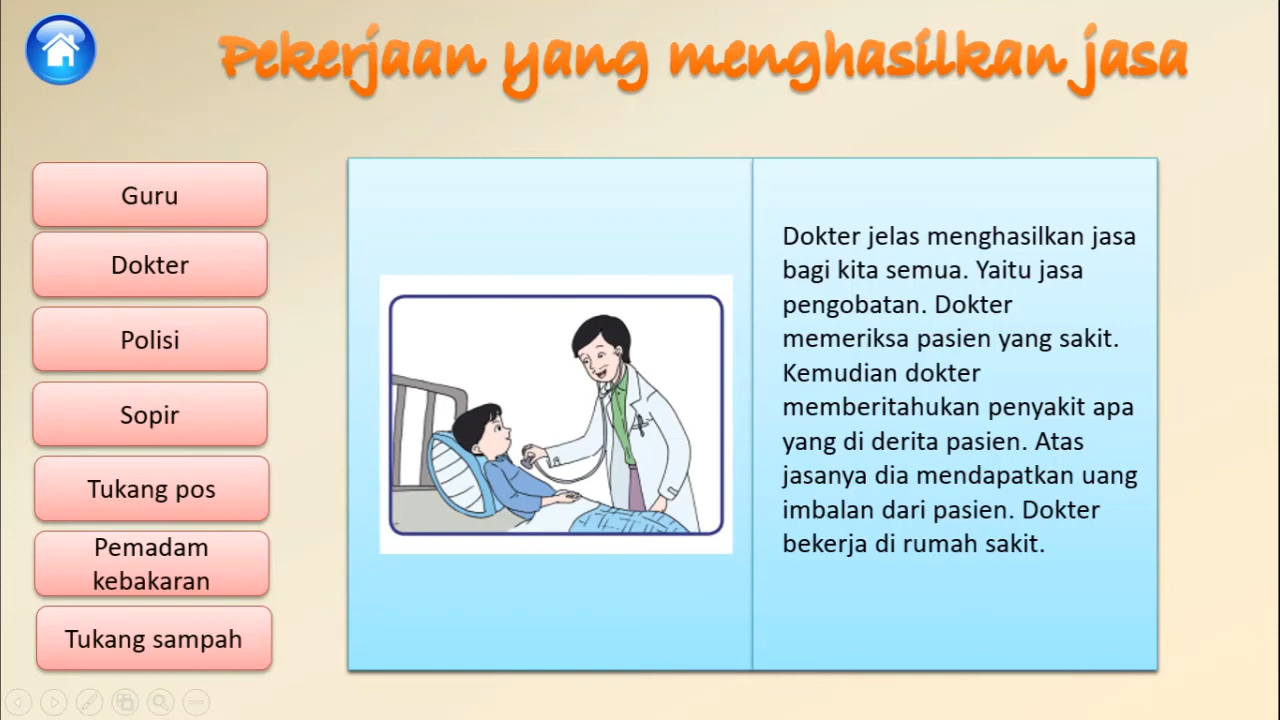 Pekerjaan yang menghasilkan jasa
Guru
Dokter
Polisi
Sopir
Tukang pos
Pemadam
kebakaran
Tukang sampah
Dokter jelas menghasilkan jasa
bagi kita semua. Yaitu jasa
pengobatan. Dokter
memeriksa pasien yang sakit.
Kemudian dokter
memberitahukan penyakit apa
yang di derita pasien. Atas
jasanya dia mendapatkan uang
imbalan dari pasien. Dokter
bekerja di rumah sakit.